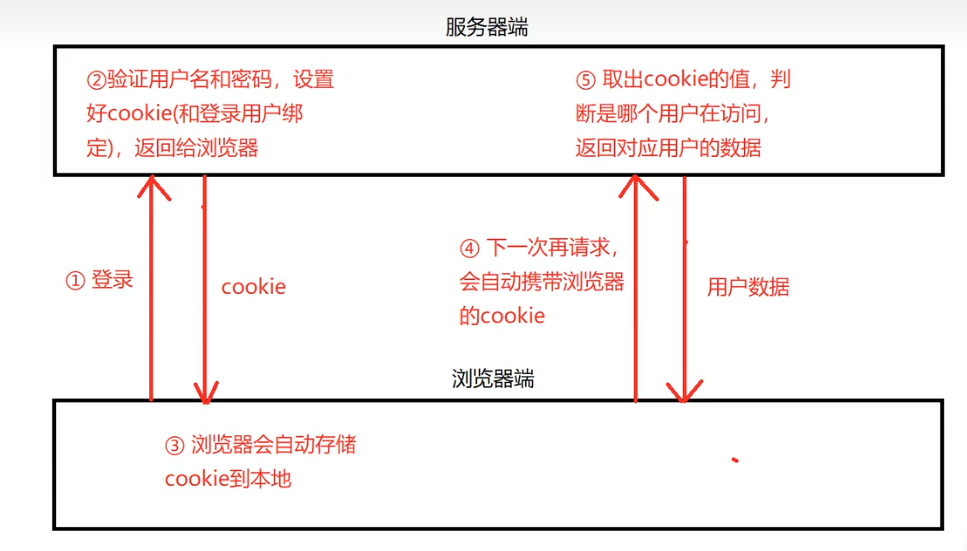 服务器端
②验证用户名和密码，设置
好cookie(和登录用户绑
定)，返回给浏览器
⑤ 取出cookie的值，判
断是哪个用户在访问，
返回对应用户的数据
① 登录
cookie
④ 下一次再请求，
会自动携带浏览器
的cookie
用户数据
浏览器端
③ 浏览器会自动存储
cookie到本地